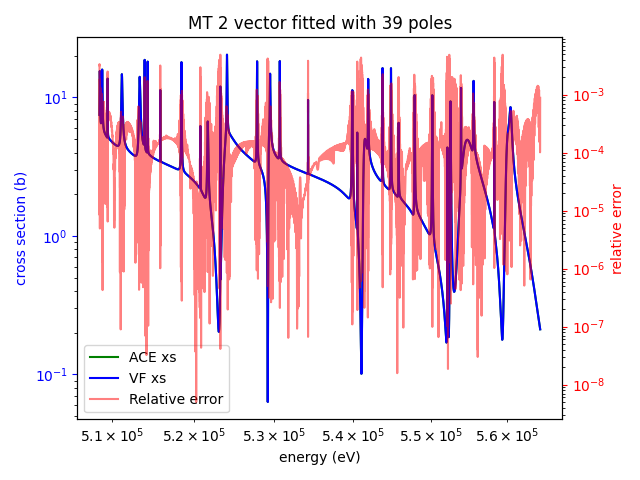 MT 2 vector fitted with 39 poles
cross section (b)
10¹
10⁰
10⁻¹
10⁻³
10⁻⁴
10⁻⁵
10⁻⁶
10⁻⁷
10⁻⁸
relative error
ACE xs
VF xs
Relative error
5.1 × 10⁵ 5.2 × 10⁵ 5.3 × 10⁵ 5.4 × 10⁵ 5.5 × 10⁵ 5.6 × 10⁵
energy (eV)